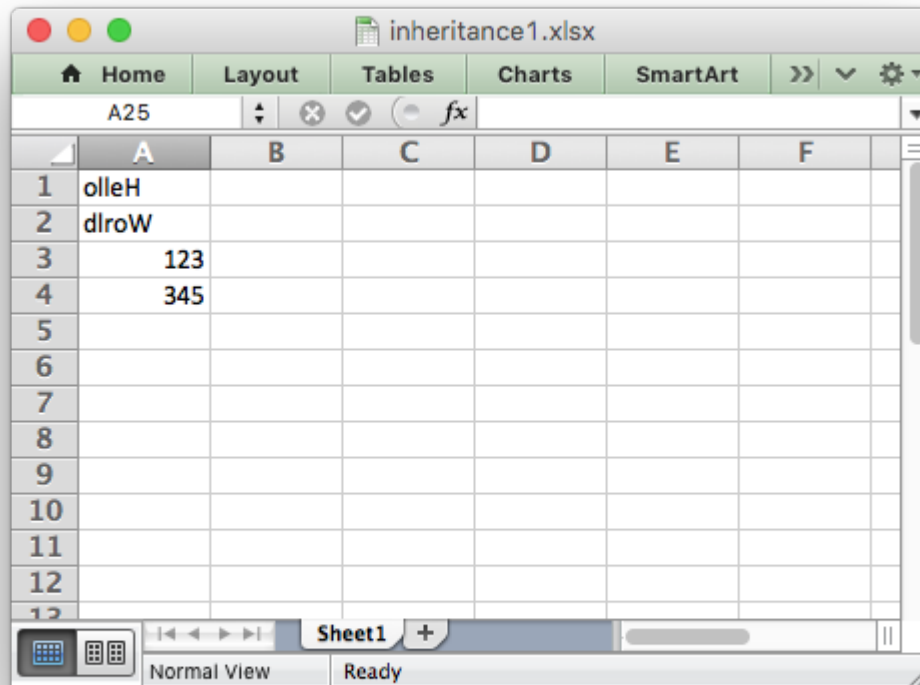 inheritance1.xlsx
Home Layout Tables Charts SmartArt
A25 fx
A B C D E F
1 olleH
2 dlroW
3 123
4 345
5
6
7
8
9
10
11
12
13
Sheet1 +
Normal View Ready